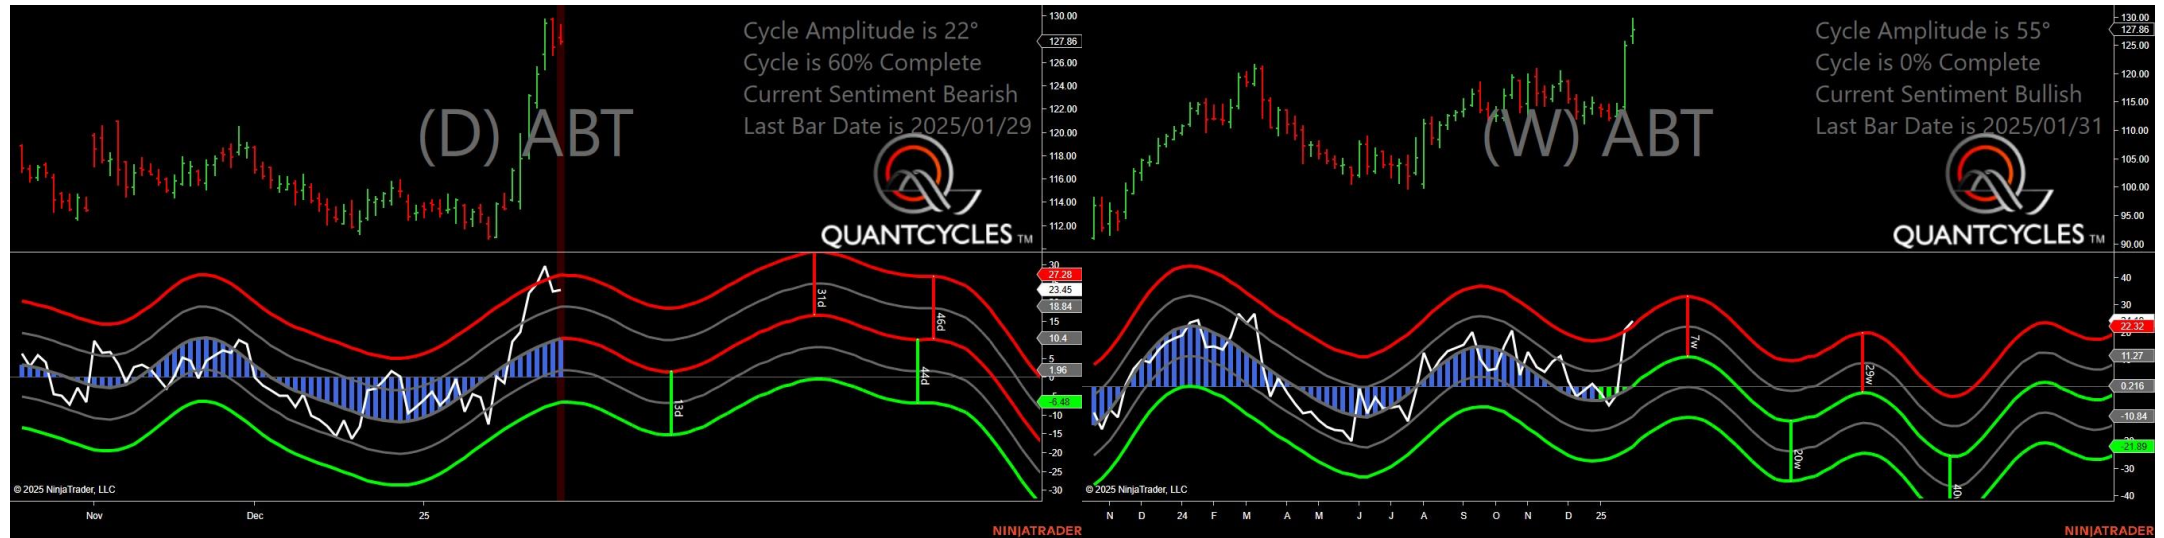 Cycle Amplitude is 22°
Cycle is 60% Complete
Current Sentiment Bearish
Last Bar Date is 2025/01/29
(D) ABT
QUANTCYCLES TM
130.00
127.86
126.00
124.00
122.00
120.00
118.00
116.00
114.00
112.00
30
27.28
23.45
18.84
15
10.4
5
1.96
-6.48
-10
-15
-20
-25
-30
13d
31d
44d
46d
© 2025 NinjaTrader, LLC
Nov
Dec
25
NINJATRADER
Cycle Amplitude is 55°
Cycle is 0% Complete
Current Sentiment Bullish
Last Bar Date is 2025/01/31
(W) ABT
QUANTCYCLES TM
130.00
127.86
125.00
120.00
115.00
110.00
105.00
100.00
95.00
90.00
40
30
22.32
11.27
0.216
-10.84
-21.89
-30
-40
7w
20w
29w
© 2025 NinjaTrader, LLC
N D 24 F M A M J J A S O N D 25
NINJATRADER